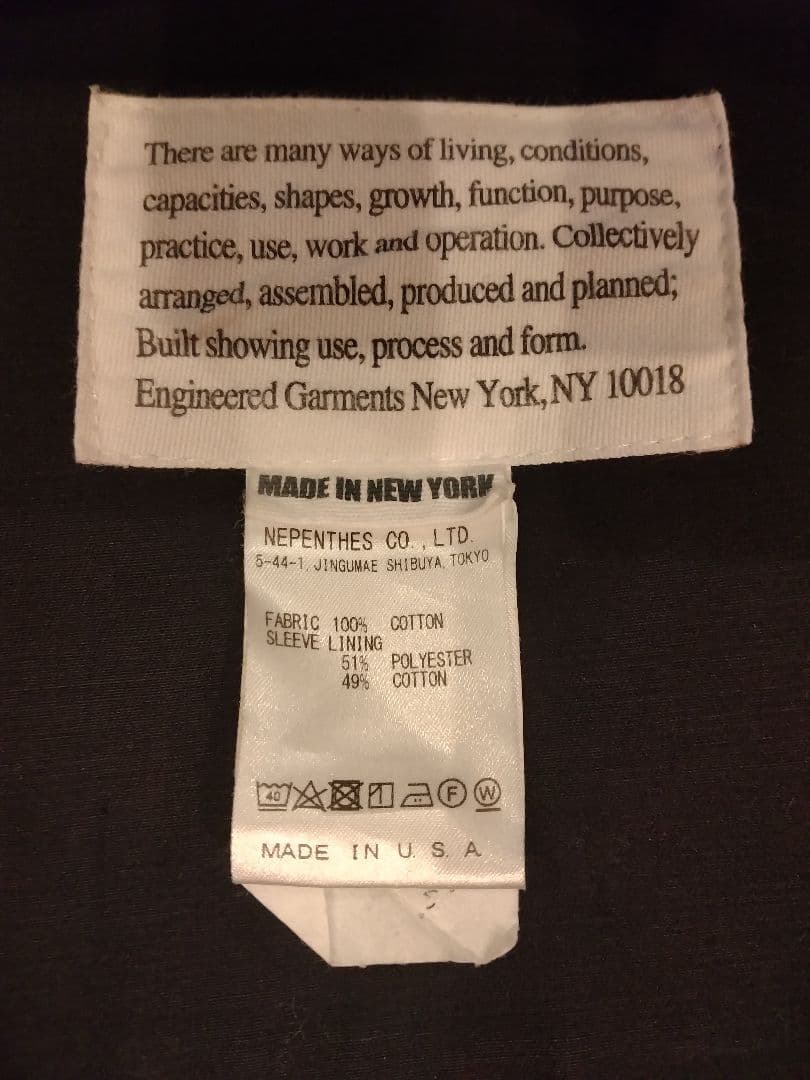 There are many ways of living, conditions,
capacities, shapes, growth, function, purpose,
practice, use, work and operation. Collectively
arranged, assembled, produced and planned;
Built showing use, process and form.
Engineered Garments New York, NY 10018
MADE IN NEW YORK
NEPENTHES CO., LTD.
5-44-1, JINGUMAE SHIBUYA, TOKYO
FABRIC 100% COTTON
SLEEVE LINING
51% POLYESTER
49% COTTON
40 F W
MADE IN U. S. A